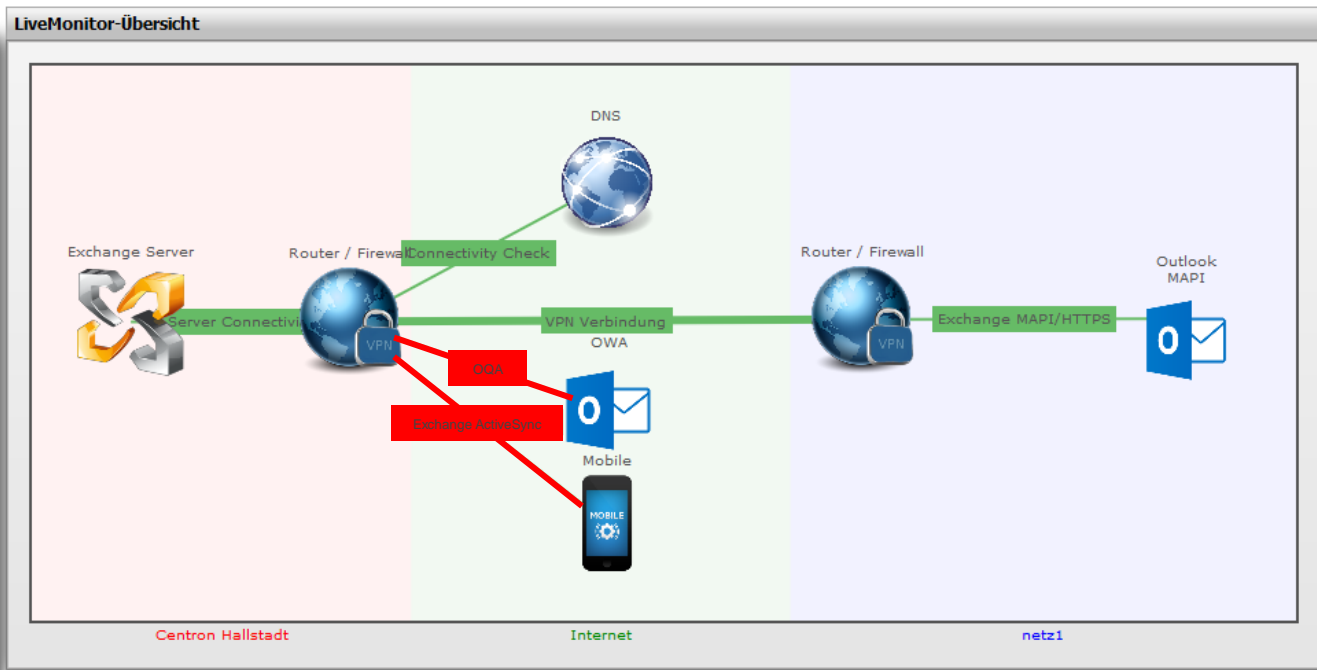 LiveMonitor-Übersicht
DNS
Exchange Server
Router / Firewall
Connectivity Check
Router / Firewall
Outlook
MAPI
Server Connectivi
VPN Verbindung
Exchange MAPI/HTTPS
VPN
VPN
OWA
OOA
O
O
Exchange ActiveSync
Mobile
MOBILE
Centron Hallstadt
Internet
netz1